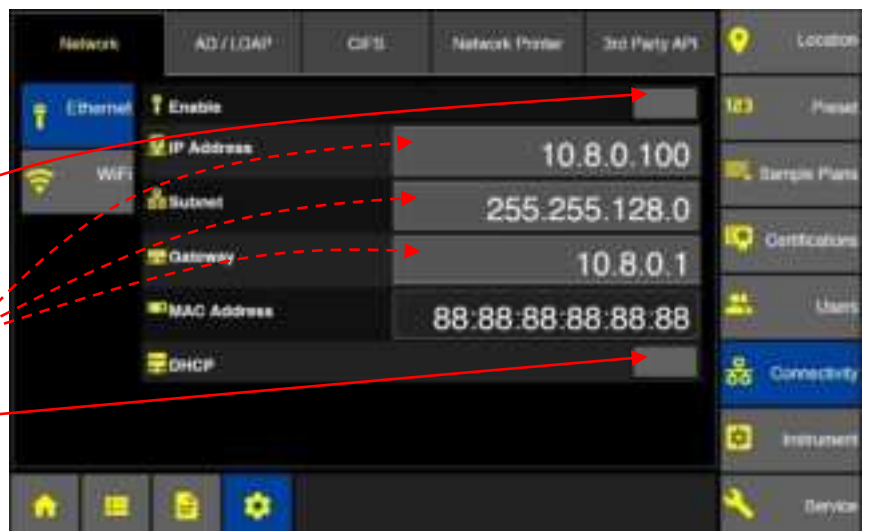 Network AD / LDAP CIFS Network Printer 3rd Party API
Location
Ethernet
WiFi
Enable
IP Address 10.8.0.100
Subnet 255.255.128.0
Gateway 10.8.0.1
MAC Address 88:88:88:88:88:88
DHCP
123 Preset
Sample Plans
Certifications
Users
Connectivity
Instrument
Service